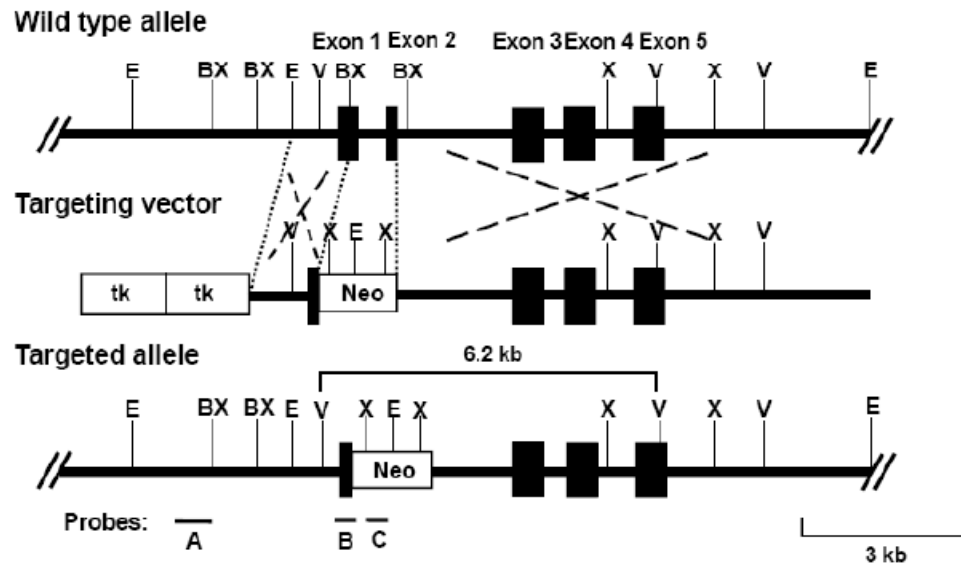 Wild type allele
Exon 1 Exon 2 Exon 3 Exon 4 Exon 5
E BX BX E V BX BX X V X V E
Targeting vector
V X E X X V X V
tk tk Neo
Targeted allele
6.2 kb
E BX BX E V X E X X V X V E
Neo
Probes:
A B C
3 kb